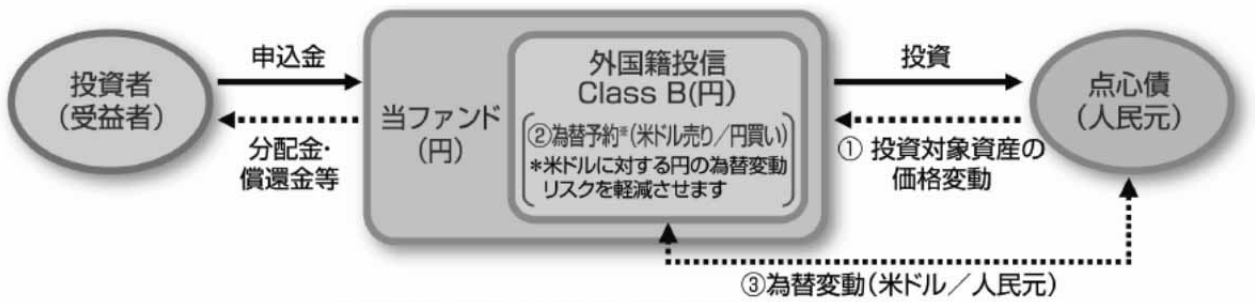 投資者
(受益者)
申込金
分配金・
償還金等
当ファンド
(円)
外国籍投信
Class B(円)
②為替予約*(米ドル売り/円買い)
*米ドルに対する円の為替変動
リスクを軽減させます
投資
① 投資対象資産の
価格変動
点心債
(人民元)
③為替変動(米ドル/人民元)